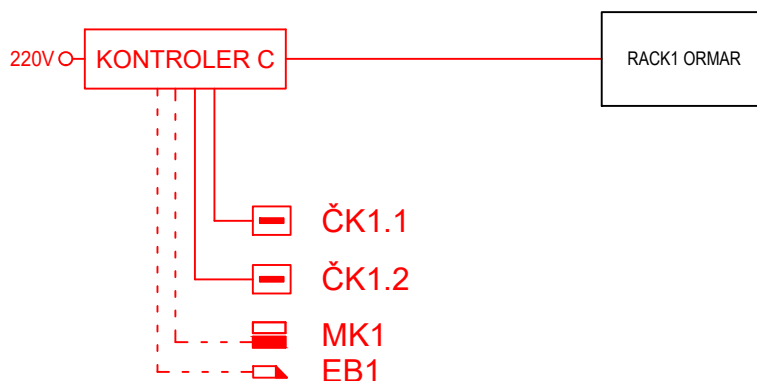 220V
KONTROLER C
RACK1 ORMAR
ČK1.1
ČK1.2
MK1
EB1